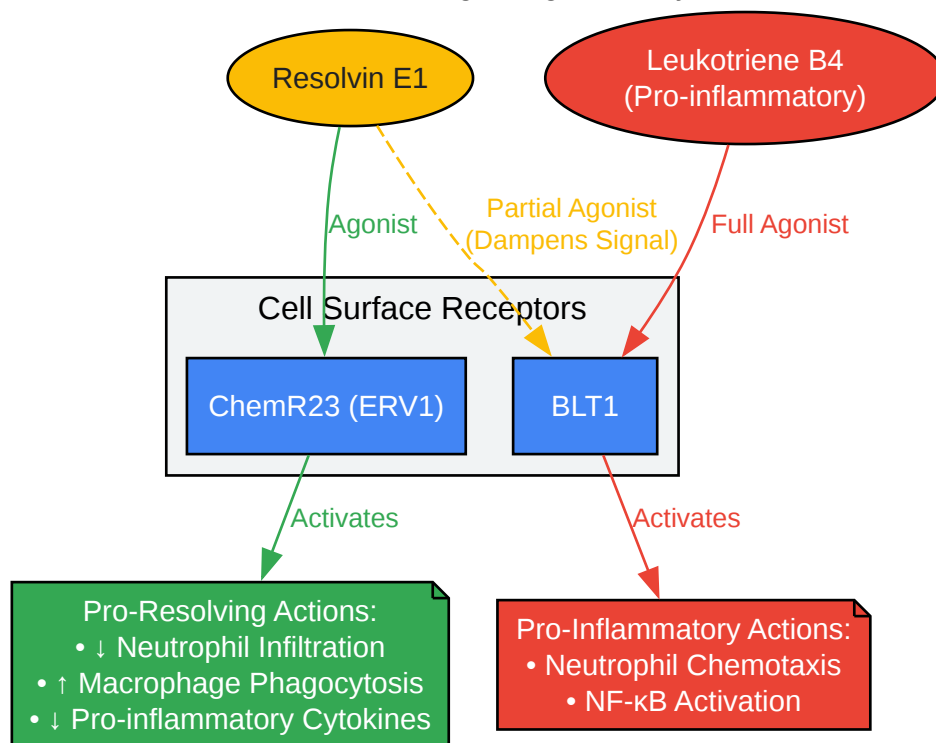 Resolvin E1
Leukotriene B4
(Pro-inflammatory)
Agonist
Partial Agonist
(Dampens Signal)
Full Agonist
Cell Surface Receptors
ChemR23 (ERV1)
BLT1
Activates
Activates
Pro-Resolving Actions:
• ↓ Neutrophil Infiltration
• ↑ Macrophage Phagocytosis
• ↓ Pro-inflammatory Cytokines
Pro-Inflammatory Actions:
• Neutrophil Chemotaxis
• NF-κB Activation